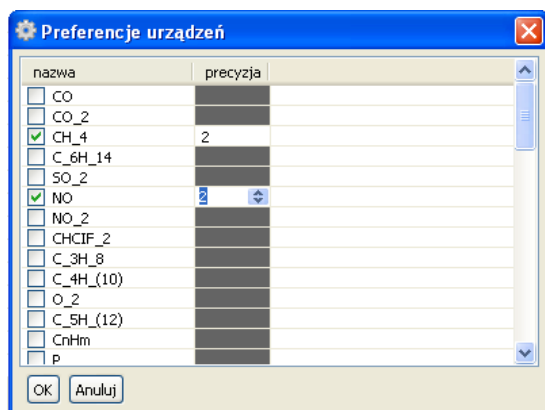 Preferencje urządzeń
nazwa precyzja
CO
CO_2
CH_4 2
C_6H_14
SO_2
NO 2
NO_2
CHCIF_2
C_3H_8
C_4H_(10)
O_2
C_5H_(12)
CnHm
P
OK Anuluj